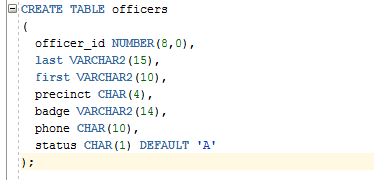 CREATE TABLE officers
(
officer_id NUMBER(8,0),
last VARCHAR2(15),
first VARCHAR2(10),
precinct CHAR(4),
badge VARCHAR2(14),
phone CHAR(10),
status CHAR(1) DEFAULT 'A'
);